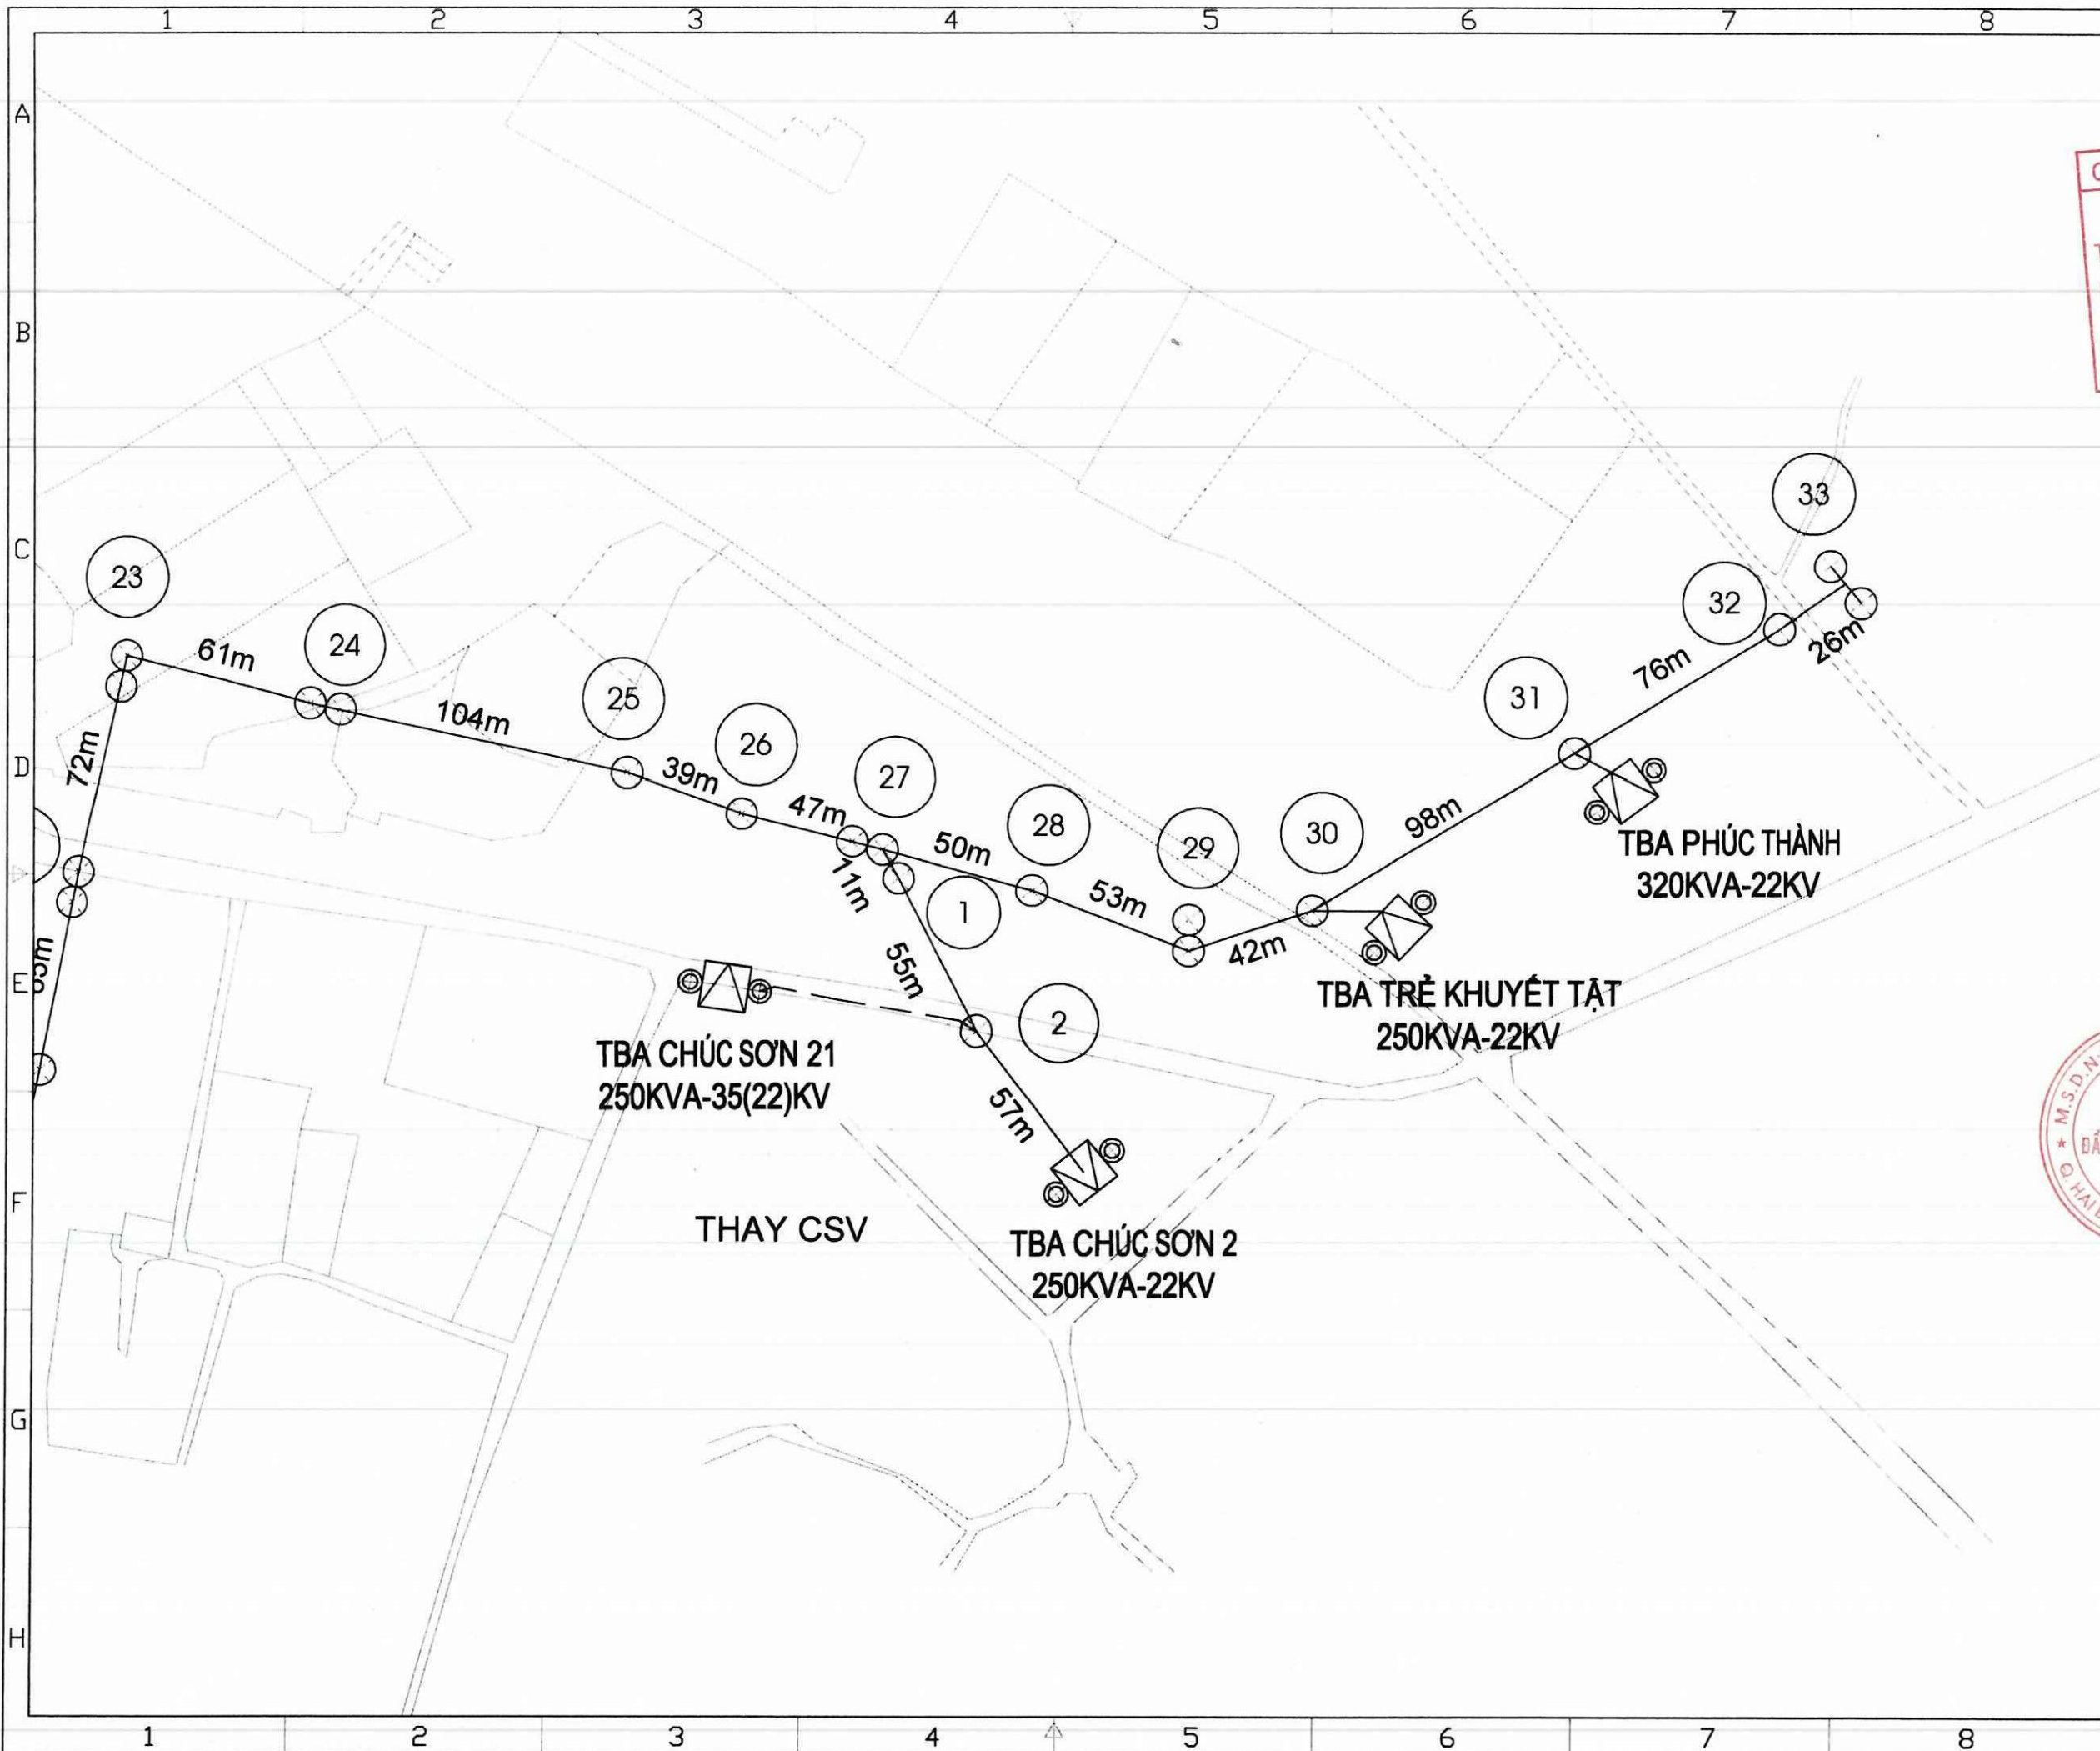 1 2 3 4 5 6 7 8
A
B
C
D
E
F
G
H
23
61m
24
72m
104m
25
39m
26
47m
27
11m
50m
28
1
53m
29
42m
30
98m
31
76m
32
26m
33
55m
2
57m
TBA PHÚC THÀNH
320KVA-22KV
TBA TRẺ KHUYẾT TẬT
250KVA-22KV
TBA CHÚC SƠN 21
250KVA-35(22)KV
THAY CSV
TBA CHÚC SƠN 2
250KVA-22KV
M.S.D.N
1 2 3 4 5 6 7 8